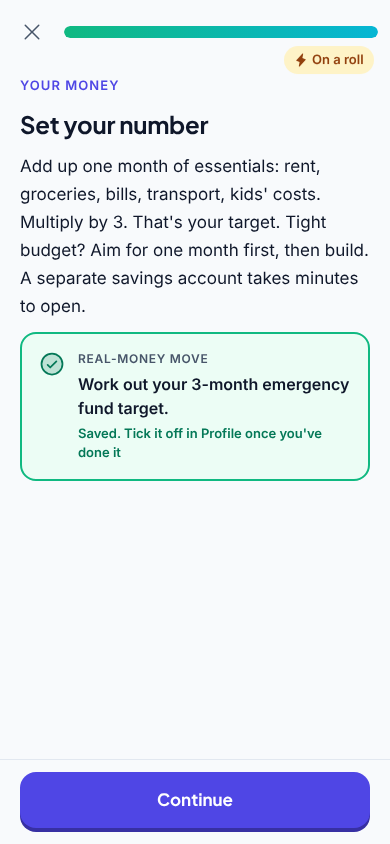 On a roll
YOUR MONEY
Set your number
Add up one month of essentials: rent,
groceries, bills, transport, kids' costs.
Multiply by 3. That's your target. Tight
budget? Aim for one month first, then build.
A separate savings account takes minutes
to open.
REAL-MONEY MOVE
Work out your 3-month emergency
fund target.
Saved. Tick it off in Profile once you've
done it
Continue